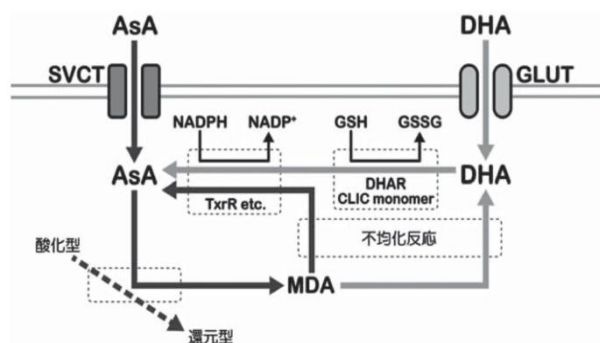 AsA
DHA
SVCT
GLUT
NADPH
NADP⁺
GSH
GSSG
AsA
DHA
TxrR etc.
DHAR
CLIC monomer
酸化型
不均化反応
MDA
還元型